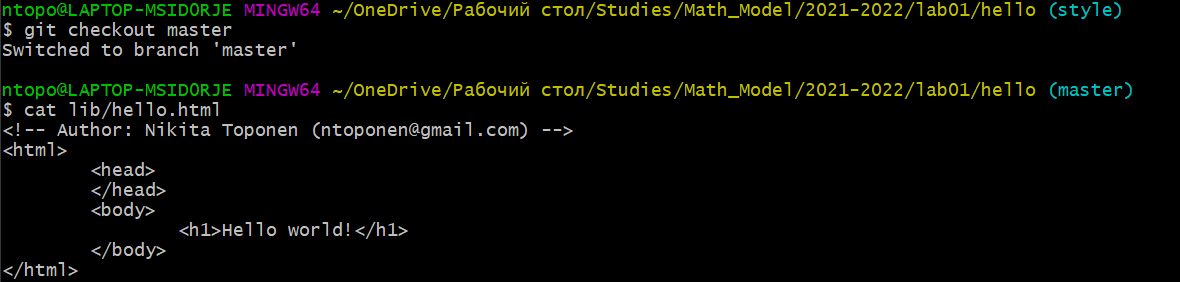 ntopo@LAPTOP-MSIDORJE MINGW64 ~/OneDrive/Рабочий стол/Studies/Math_Model/2021-2022/lab01/hello (style)
$ git checkout master
Switched to branch 'master'

ntopo@LAPTOP-MSIDORJE MINGW64 ~/OneDrive/Рабочий стол/Studies/Math_Model/2021-2022/lab01/hello (master)
$ cat lib/hello.html
<!-- Author: Nikita Toponen (ntoponen@gmail.com) -->
<html>
        <head>
        </head>
        <body>
                <h1>Hello world!</h1>
        </body>
</html>